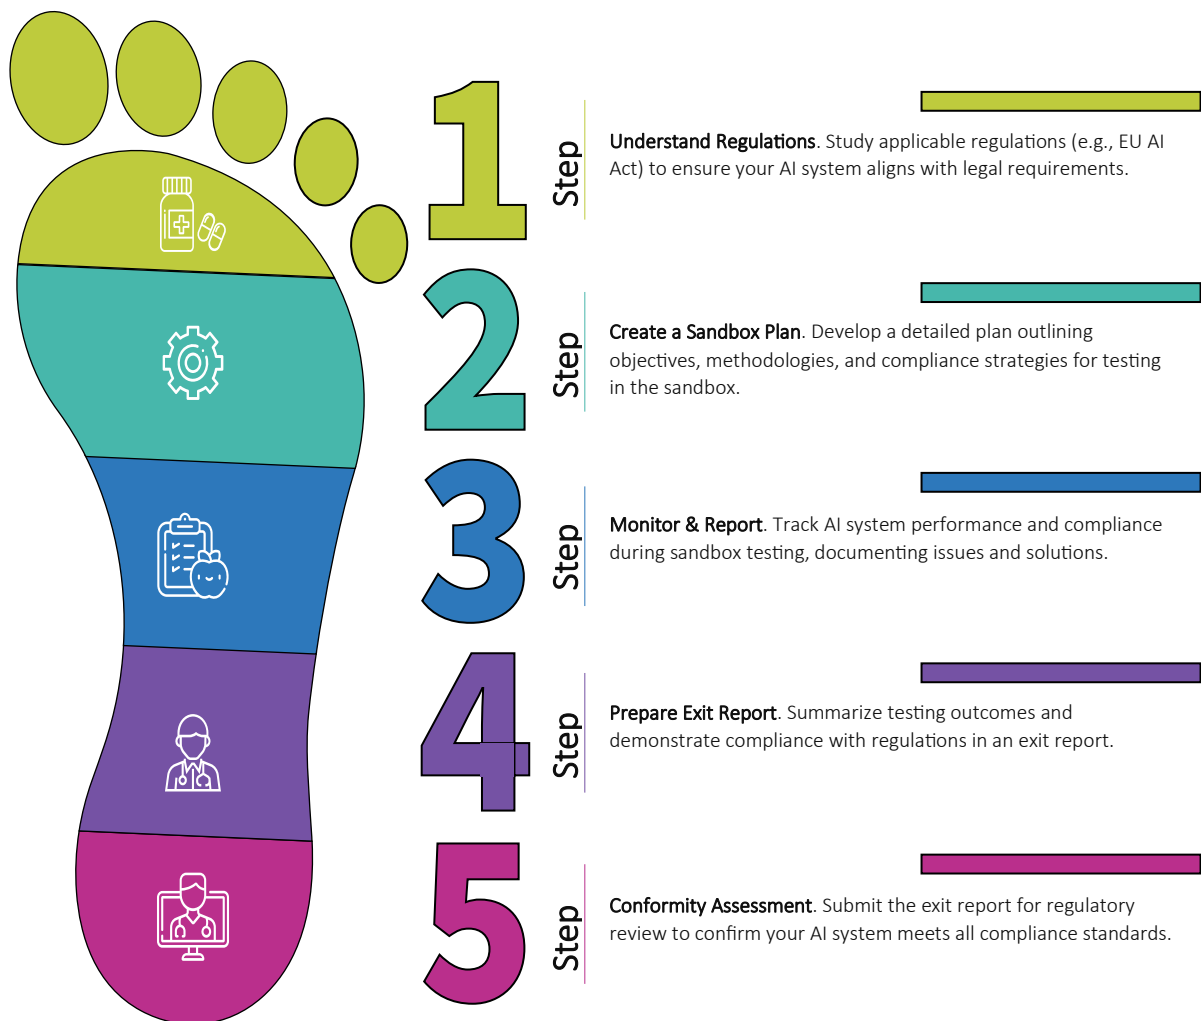 1
Step
Understand Regulations. Study applicable regulations (e.g., EU AI
Act) to ensure your AI system aligns with legal requirements.
2
Step
Create a Sandbox Plan. Develop a detailed plan outlining
objectives, methodologies, and compliance strategies for testing
in the sandbox.
3
Step
Monitor & Report. Track AI system performance and compliance
during sandbox testing, documenting issues and solutions.
4
Step
Prepare Exit Report. Summarize testing outcomes and
demonstrate compliance with regulations in an exit report.
5
Step
Conformity Assessment. Submit the exit report for regulatory
review to confirm your AI system meets all compliance standards.